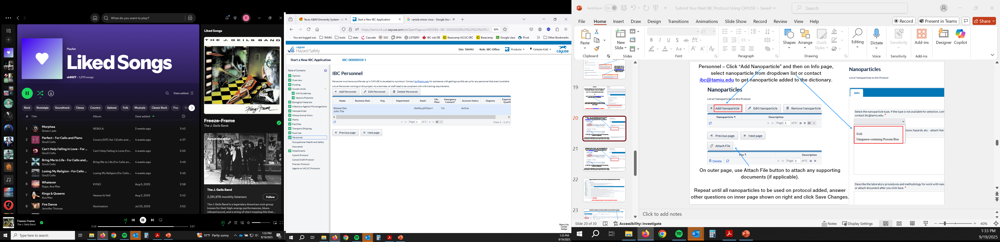 What do you want to play?
C
Playlist
Liked Songs
ck6527 • 1,270 songs
Date added
Rock
Nostalgia
Soundtrack
Classy
Country
Upbeat
Folk
Musicals
Classic Rock
Pop
# Title Album Date added
1 Morphea NEBULA 2 weeks ago 3:42
Green Lads
2 Perfect - For Cello and Piano Covers 2017, Vol. 1 (Cello and ... 4 weeks ago 4:37
GnuS Cello
3 Can't Help Falling in Love - For ... Can't Help Falling in Love (For... 4 weeks ago 2:55
GnuS Cello
4 Bring Me to Life - For Cello and... Bring Me to Life (For Cello an... 4 weeks ago 3:49
GnuS Cello
5 Losing My Religion - For Cello ... Losing My Religion (For Cello ... 4 weeks ago 3:45
GnuS Cello
6 Whatever KYGO Aug 5, 2025 2:58
Kygo, Ava Max
7 Kings & Queens Heaven & Hell Aug 2, 2025 2:42
Ava Max
8 Fire Dance Illumination Jul 25, 2025 3:52
Jennifer Thomas
Liked Songs
THE J. GEILS BAND
Freeze Frame
Freeze-Frame
The J. Geils Band
About the artist
The J. Geils Band
2,351,976 monthly listeners
Follow
The J. Geils Band is a legendary American rock group
known for their high-energy performances, blues-
infused sound, and a string of chart-topping hits that...
Freeze-Frame
The J. Geils Band
3:19
3:57
Type here to search
91°F Partly sunny
1:33 PM
9/19/2025
Texas A&M University System - In
Start a New IBC Application
variola minor virus - Google Sear
https://tamiur4.uat.cayuse.com/esOpenPage.wc?400595~IBC-00000028%20%20%20%20%2
80%
You are logged out.
TAMIU
tools
stats
Cascade
SSO
SPIN
LISTSERV
IBC risk DB
Basecamp IACUC/IBC
Basecamp
Google class
Pivot
Other Bookmarks
cayuse
Hazard Safety
Site: TAMIU
Role: IBC Office
Products
Celeste Kidd
cayuse
Start a New IBC Application
IBC-00000028 1
Table of Contents
Options
Overview
Funding
Nucleic Acids
NIH Guidelines
Vectors/Plasmids
Biological Materials
Infectious Agents/Microorganisms
Nanoparticles
Whole Animal Work
Plants
Facilities
Transport/Shipping
Dual Use
Personnel
Occupational Health and Safety
Assurance
Attachments
Submit Protocol
Cancel Draft Protocol
Preview Protocol
Agents on IACUC Protocols
IBC Personnel
Personnel must have a profile set up in CAYUSE to be added to a protocol. Contact ibc@tamiu.edu for assistance with getting a profile set up for any personnel that aren't available.
List all Personnel working on this project. As a reminder, all staff need to be compliant with with training requirements.
+ Add Personnel
Edit Personnel
Delete Personnel
Name Business Role Org. Department Email Ofc. Phor Emergency Contact? Account Status Degrees Experie Qualifi
Researcher, John The shelley.phillips+I No Active
Page 1 of 1 20
View 1 - 1 of 1
Previous page
Next page
Resource
Center
badge
1:33 PM
9/19/2025
AutoSave On
Submit Your Next IBC Protocol Using CAYUSE • Saved
Search
File
Home
Insert
Draw
Design
Transitions
Animations
Slide Show
Record
Review
View
Help
Record
Present in Teams
Share
Paste
New
Slide
27
Shapes
Arrange
Quick
Styles
Editing
Dictate
Sensitivity
Add-ins
Designer
Copilot
Clipboard
Slides
Font
Paragraph
Drawing
Voice
Sensitivity
Add-ins
19
20
21
22
23
Personnel – Click “Add Nanoparticle” and then on Info page,
select nanoparticle from dropdown list or contact
ibc@tamiu.edu to get nanoparticle added to the dictionary.
Nanoparticles
List all Nanoparticles on this Protocol
+ Add Nanoparticle
Edit Nanoparticle
Remove Nanoparticle
Nanoparticle
Description
Page 1 of 0 20
Previous page
Next page
Attach File
File
Description
Delete
Page 1 of 0
On outer page, use Attach File button to attach any supporting
documents (if applicable).
Repeat until all nanoparticles to be used on protocol added, answer
other questions on inner page shown on right and click Save Changes.
Nanoparticles
List all Nanoparticles on this Protocol
Info
Select the nanoparticle type. If the type is not available for selection, cont
contact ibc@tamiu.edu. *
cture, hazards, etc. - attach liter
Gold
Manganese-containing Prussian Blue
Describe the laboratory procedures and methodology for work with nano
or attach document after you click Save. *
Click to add notes
Slide 20 of 30
Accessibility: Investigate
Notes
Display Settings
40%
1:33 PM
9/19/2025